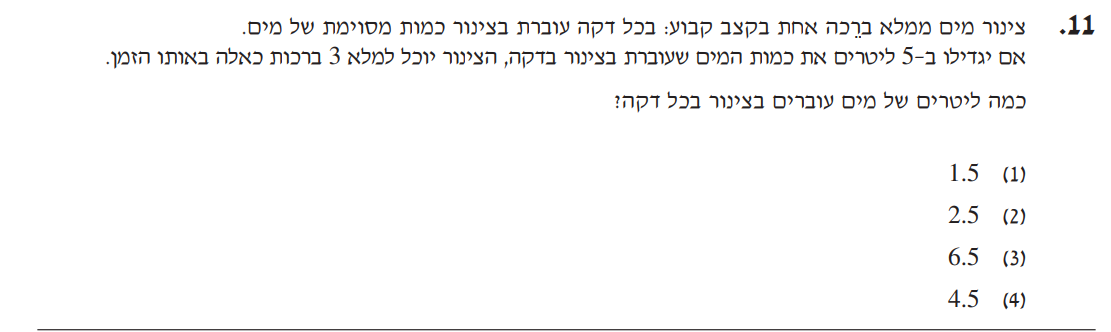 11. צינור מים ממלא ברֵכה אחת בקצב קבוע: בכל דקה עוברת בצינור כמות מסוימת של מים.
אם יגדילו ב-5 ליטרים את כמות המים שעוברת בצינור בדקה, הצינור יוכל למלא 3 ברכות כאלה באותו הזמן.
כמה ליטרים של מים עוברים בצינור בכל דקה?
(1) 1.5
(2) 2.5
(3) 6.5
(4) 4.5